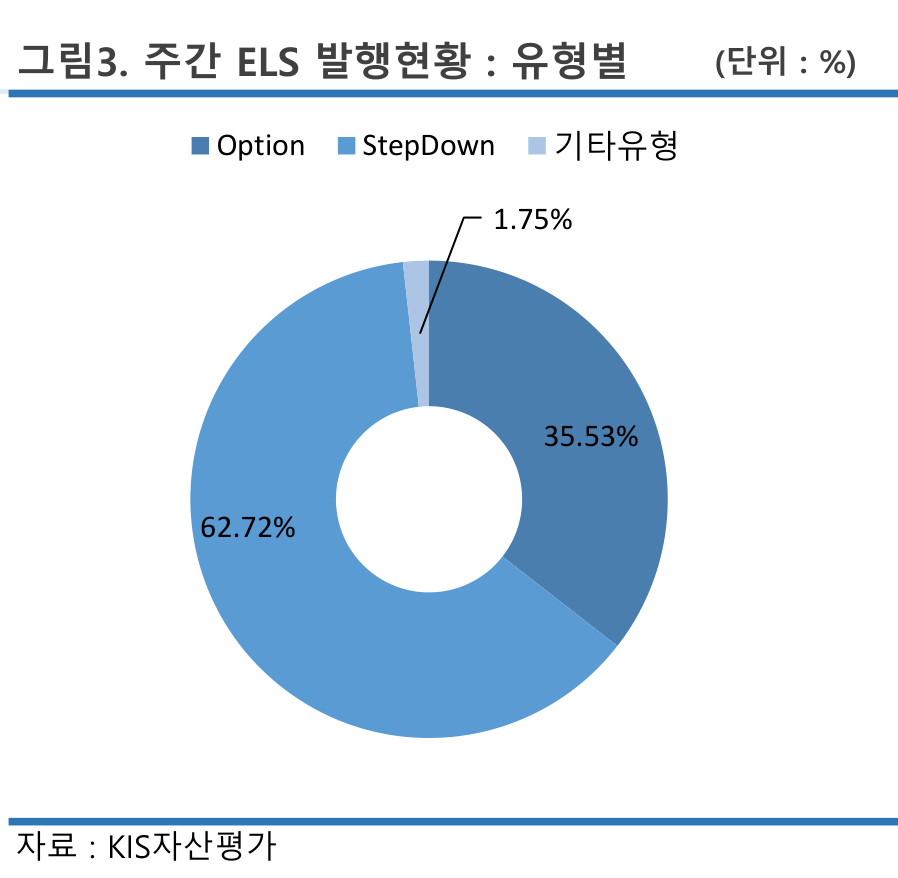 그림3. 주간 ELS 발행현황 : 유형별 (단위 : %)
Option StepDown 기타유형
1.75%
35.53%
62.72%
자료 : KIS자산평가